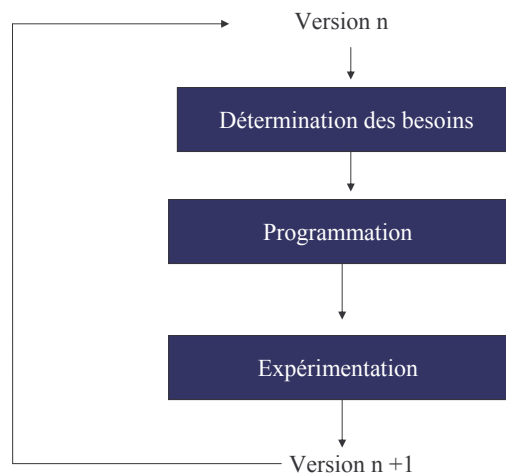 Version n
Détermination des besoins
Programmation
Expérimentation
Version n +1